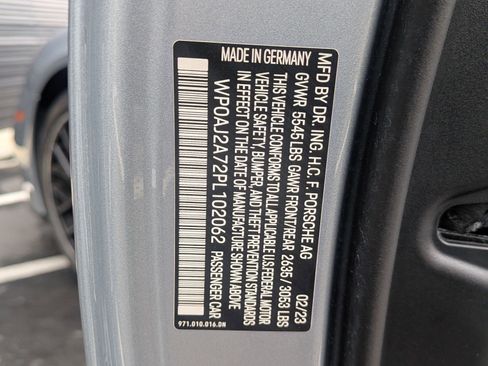 MADE IN GERMANY
MFD BY DR. ING. H.C. F. PORSCHE AG 02/23
GVWR 5545 LBS GAWR FRONT/REAR 2635 / 3053 LBS
THIS VEHICLE CONFORMS TO ALL APPLICABLE U.S. FEDERAL MOTOR
VEHICLE SAFETY, BUMPER, AND THEFT PREVENTION STANDARDS
IN EFFECT ON THE DATE OF MANUFACTURE SHOWN ABOVE
WP0AJ2A72PL102062 PASSENGER CAR
971.010.016.DN